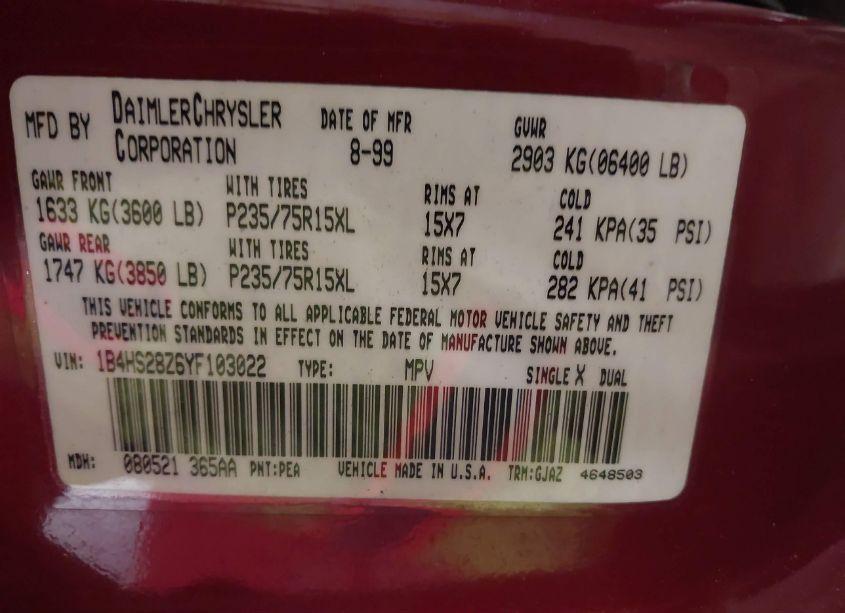 MFD BY DAIMLERCHRYSLER CORPORATION DATE OF MFR 8-99 GVWR 2903 KG(06400 LB)
GAWR FRONT WITH TIRES RIMS AT COLD
1633 KG(3600 LB) P235/75R15XL 15X7 241 KPA(35 PSI)
GAWR REAR WITH TIRES RIMS AT COLD
1747 KG(3850 LB) P235/75R15XL 15X7 282 KPA(41 PSI)
THIS VEHICLE CONFORMS TO ALL APPLICABLE FEDERAL MOTOR VEHICLE SAFETY AND THEFT
PREVENTION STANDARDS IN EFFECT ON THE DATE OF MANUFACTURE SHOWN ABOVE.
VIN: 1B4HS28Z6YF103022 TYPE: MPV SINGLE X DUAL
MDH: 080521 365AA PNT:PEA VEHICLE MADE IN U.S.A. TRM:GJAZ 4648503